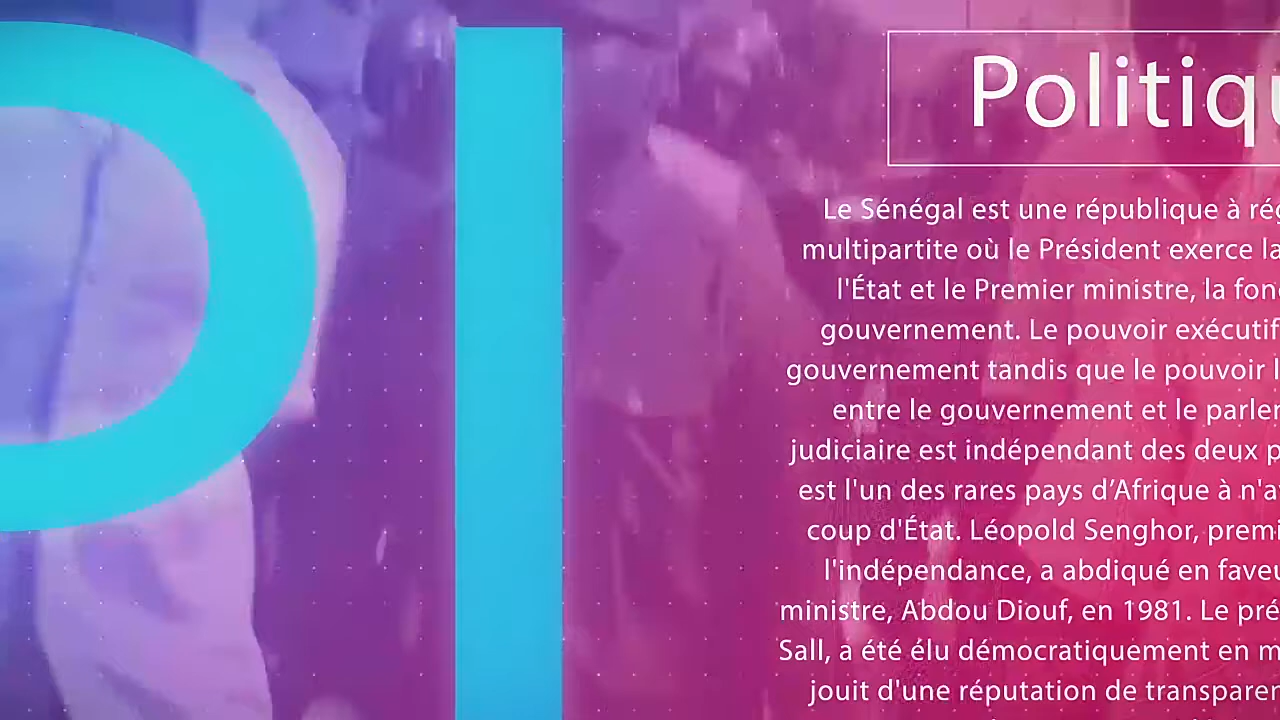 Politiqu
Le Sénégal est une république à rég
multipartite où le Président exerce la
l'État et le Premier ministre, la fonc
gouvernement. Le pouvoir exécutif
gouvernement tandis que le pouvoir l
entre le gouvernement et le parlem
judiciaire est indépendant des deux p
est l'un des rares pays d’Afrique à n'av
coup d'État. Léopold Senghor, premi
l'indépendance, a abdiqué en faveu
ministre, Abdou Diouf, en 1981. Le pré
Sall, a été élu démocratiquement en m
jouit d'une réputation de transparen